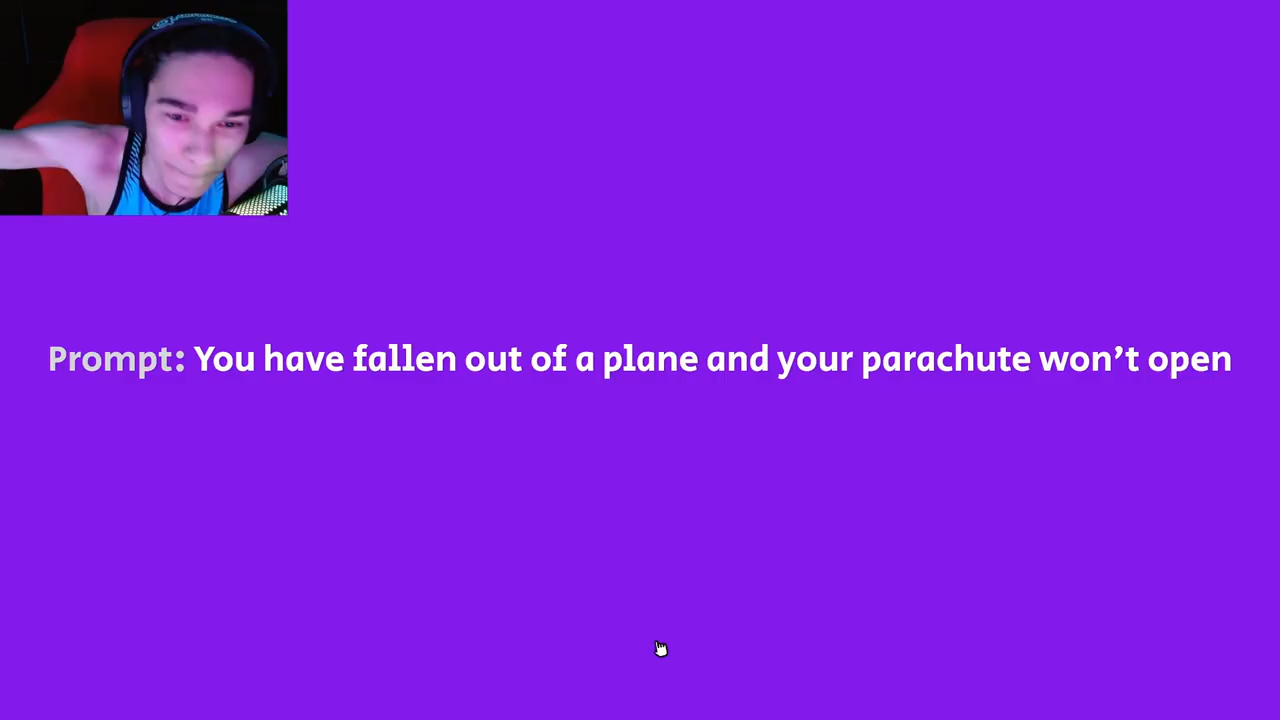 Prompt: You have fallen out of a plane and your parachute won’t open